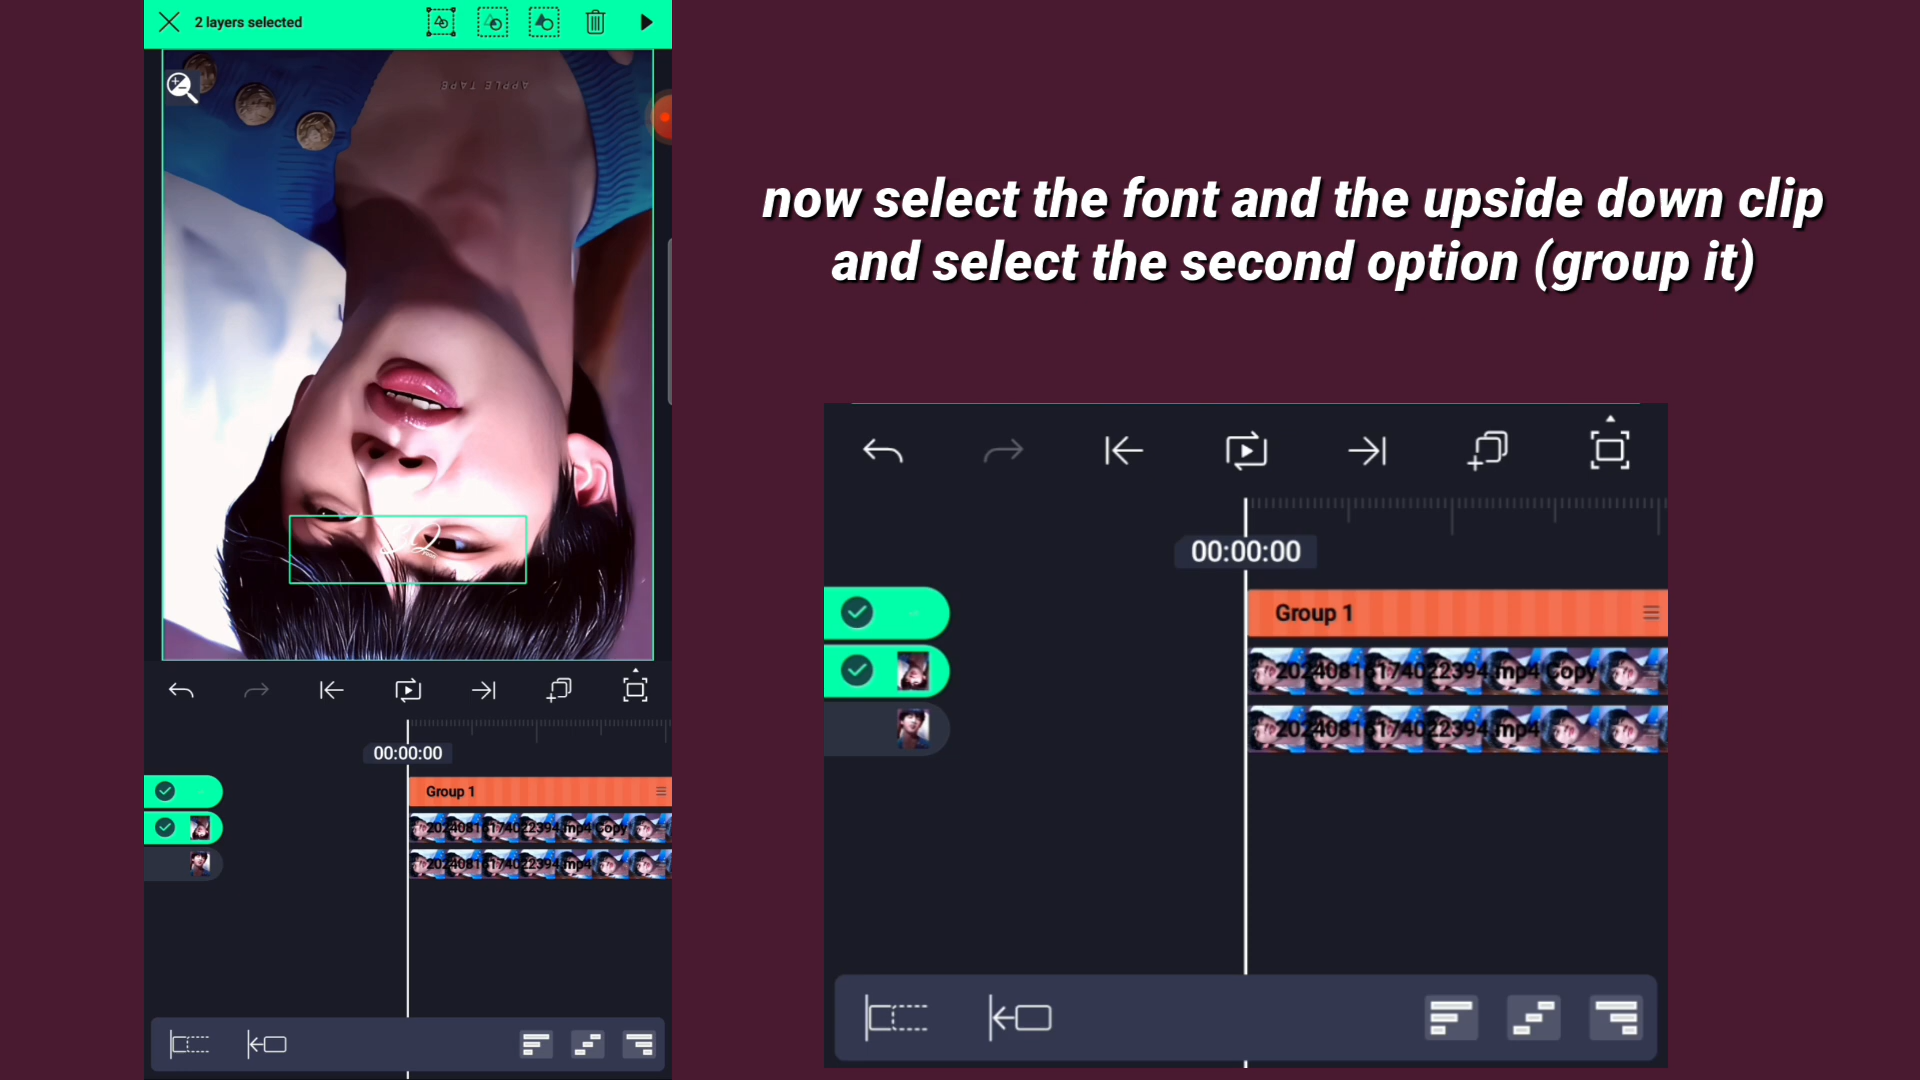 2 layers selected
APPLE TAPE
now select the font and the upside down clip
and select the second option (group it)
00:00:00
Group 1
20240816174022394.mp4 Copy
20240816174022394.mp4
00:00:00
Group 1
20240816174022394.mp4 Copy
20240816174022394.mp4